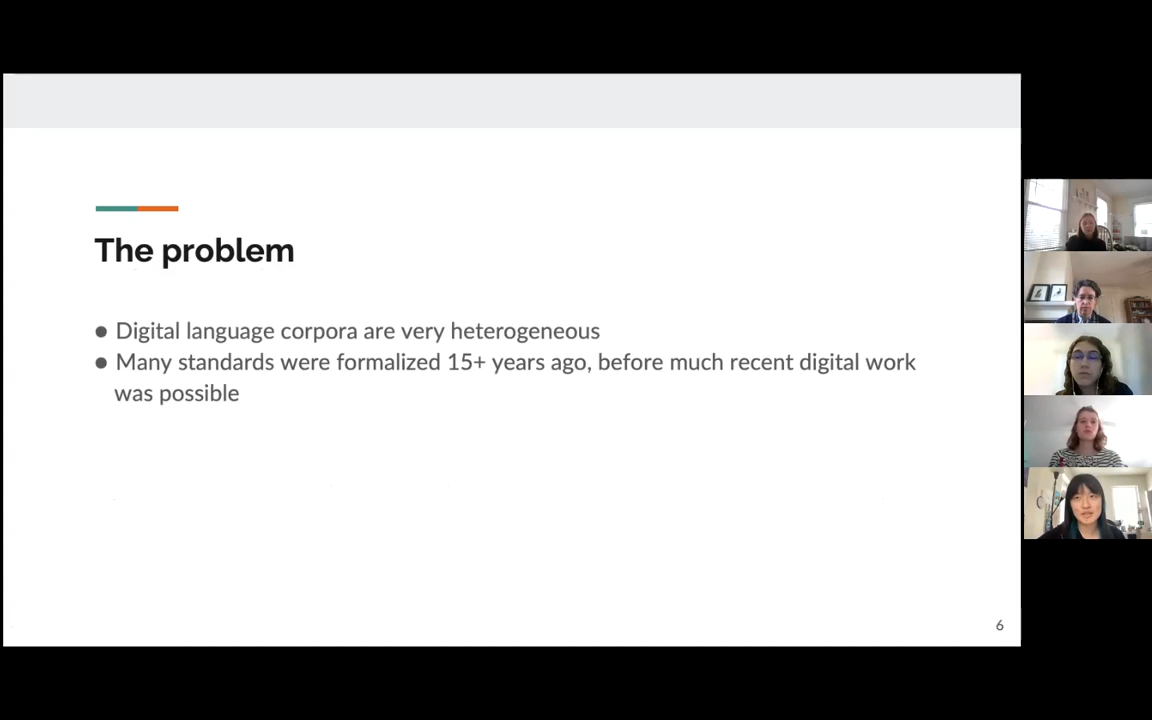 The problem
● Digital language corpora are very heterogeneous
● Many standards were formalized 15+ years ago, before much recent digital work
was possible
6